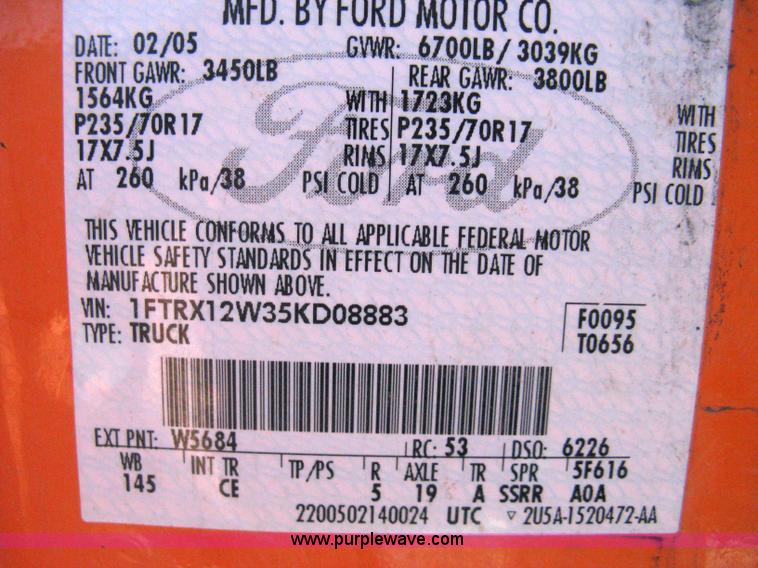 MFD. BY FORD MOTOR CO.
DATE: 02/05 GVWR: 6700LB/ 3039KG
FRONT GAWR: 3450LB REAR GAWR: 3800LB
1564KG WITH 1723KG WITH
P235/70R17 TIRES P235/70R17 TIRES
17X7.5J RIMS 17X7.5J RIMS
AT 260 kPa/38 PSI COLD AT 260 kPa/38 PSI COLD
Ford
THIS VEHICLE CONFORMS TO ALL APPLICABLE FEDERAL MOTOR
VEHICLE SAFETY STANDARDS IN EFFECT ON THE DATE OF
MANUFACTURE SHOWN ABOVE.
VIN: 1FTRX12W35KD08883 F0095
TYPE: TRUCK T0656
EXT PNT: W5684 RC: 53 DSO: 6226
WB INT TR TP/PS R AXLE TR SPR 5F616
145 CE 5 19 A SSRR A0A
2200502140024 UTC ▽ 2U5A-1520472-AA
www.purplewave.com